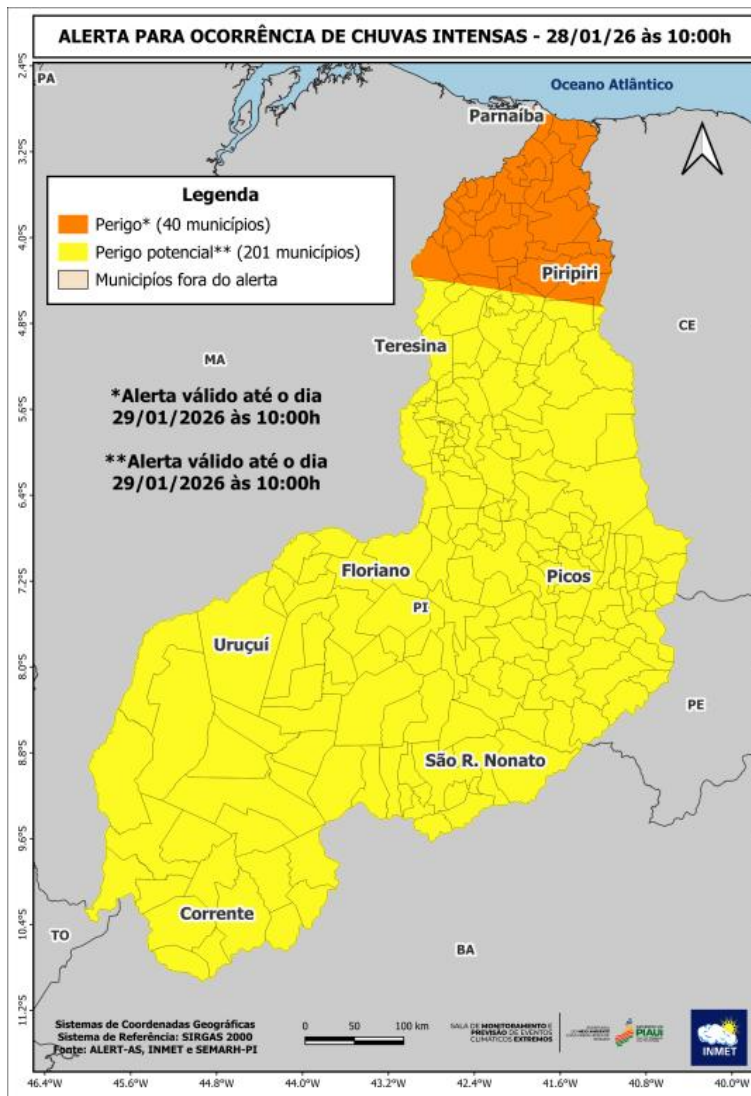 ALERTA PARA OCORRÊNCIA DE CHUVAS INTENSAS - 28/01/26 às 10:00h
2.4°S
PA
Oceano Atlântico
Parnaíba
3.2°S
Legenda
Perigo* (40 municípios)
Perigo potencial** (201 municípios)
Municipíos fora do alerta
4.0°S
Piripiri
4.8°S
CE
Teresina
MA
*Alerta válido até o dia
29/01/2026 às 10:00h
5.6°S
**Alerta válido até o dia
29/01/2026 às 10:00h
6.4°S
Floriano
Picos
7.2°S
PI
Uruçuí
8.0°S
PE
São R. Nonato
8.8°S
9.6°S
Corrente
10.4°S
TO
BA
11.2°S
Sistemas de Coordenadas Geográficas
Sistema de Referência: SIRGAS 2000
Fonte: ALERT-AS, INMET e SEMARH-PI
0 50 100 km
SALA DE MONITORAMENTO E
PREVISÃO DE EVENTOS
CLIMÁTICOS EXTREMOS
PIAUÍ
INMET
46.4°W 45.6°W 44.8°W 44.0°W 43.2°W 42.4°W 41.6°W 40.8°W 40.0°W